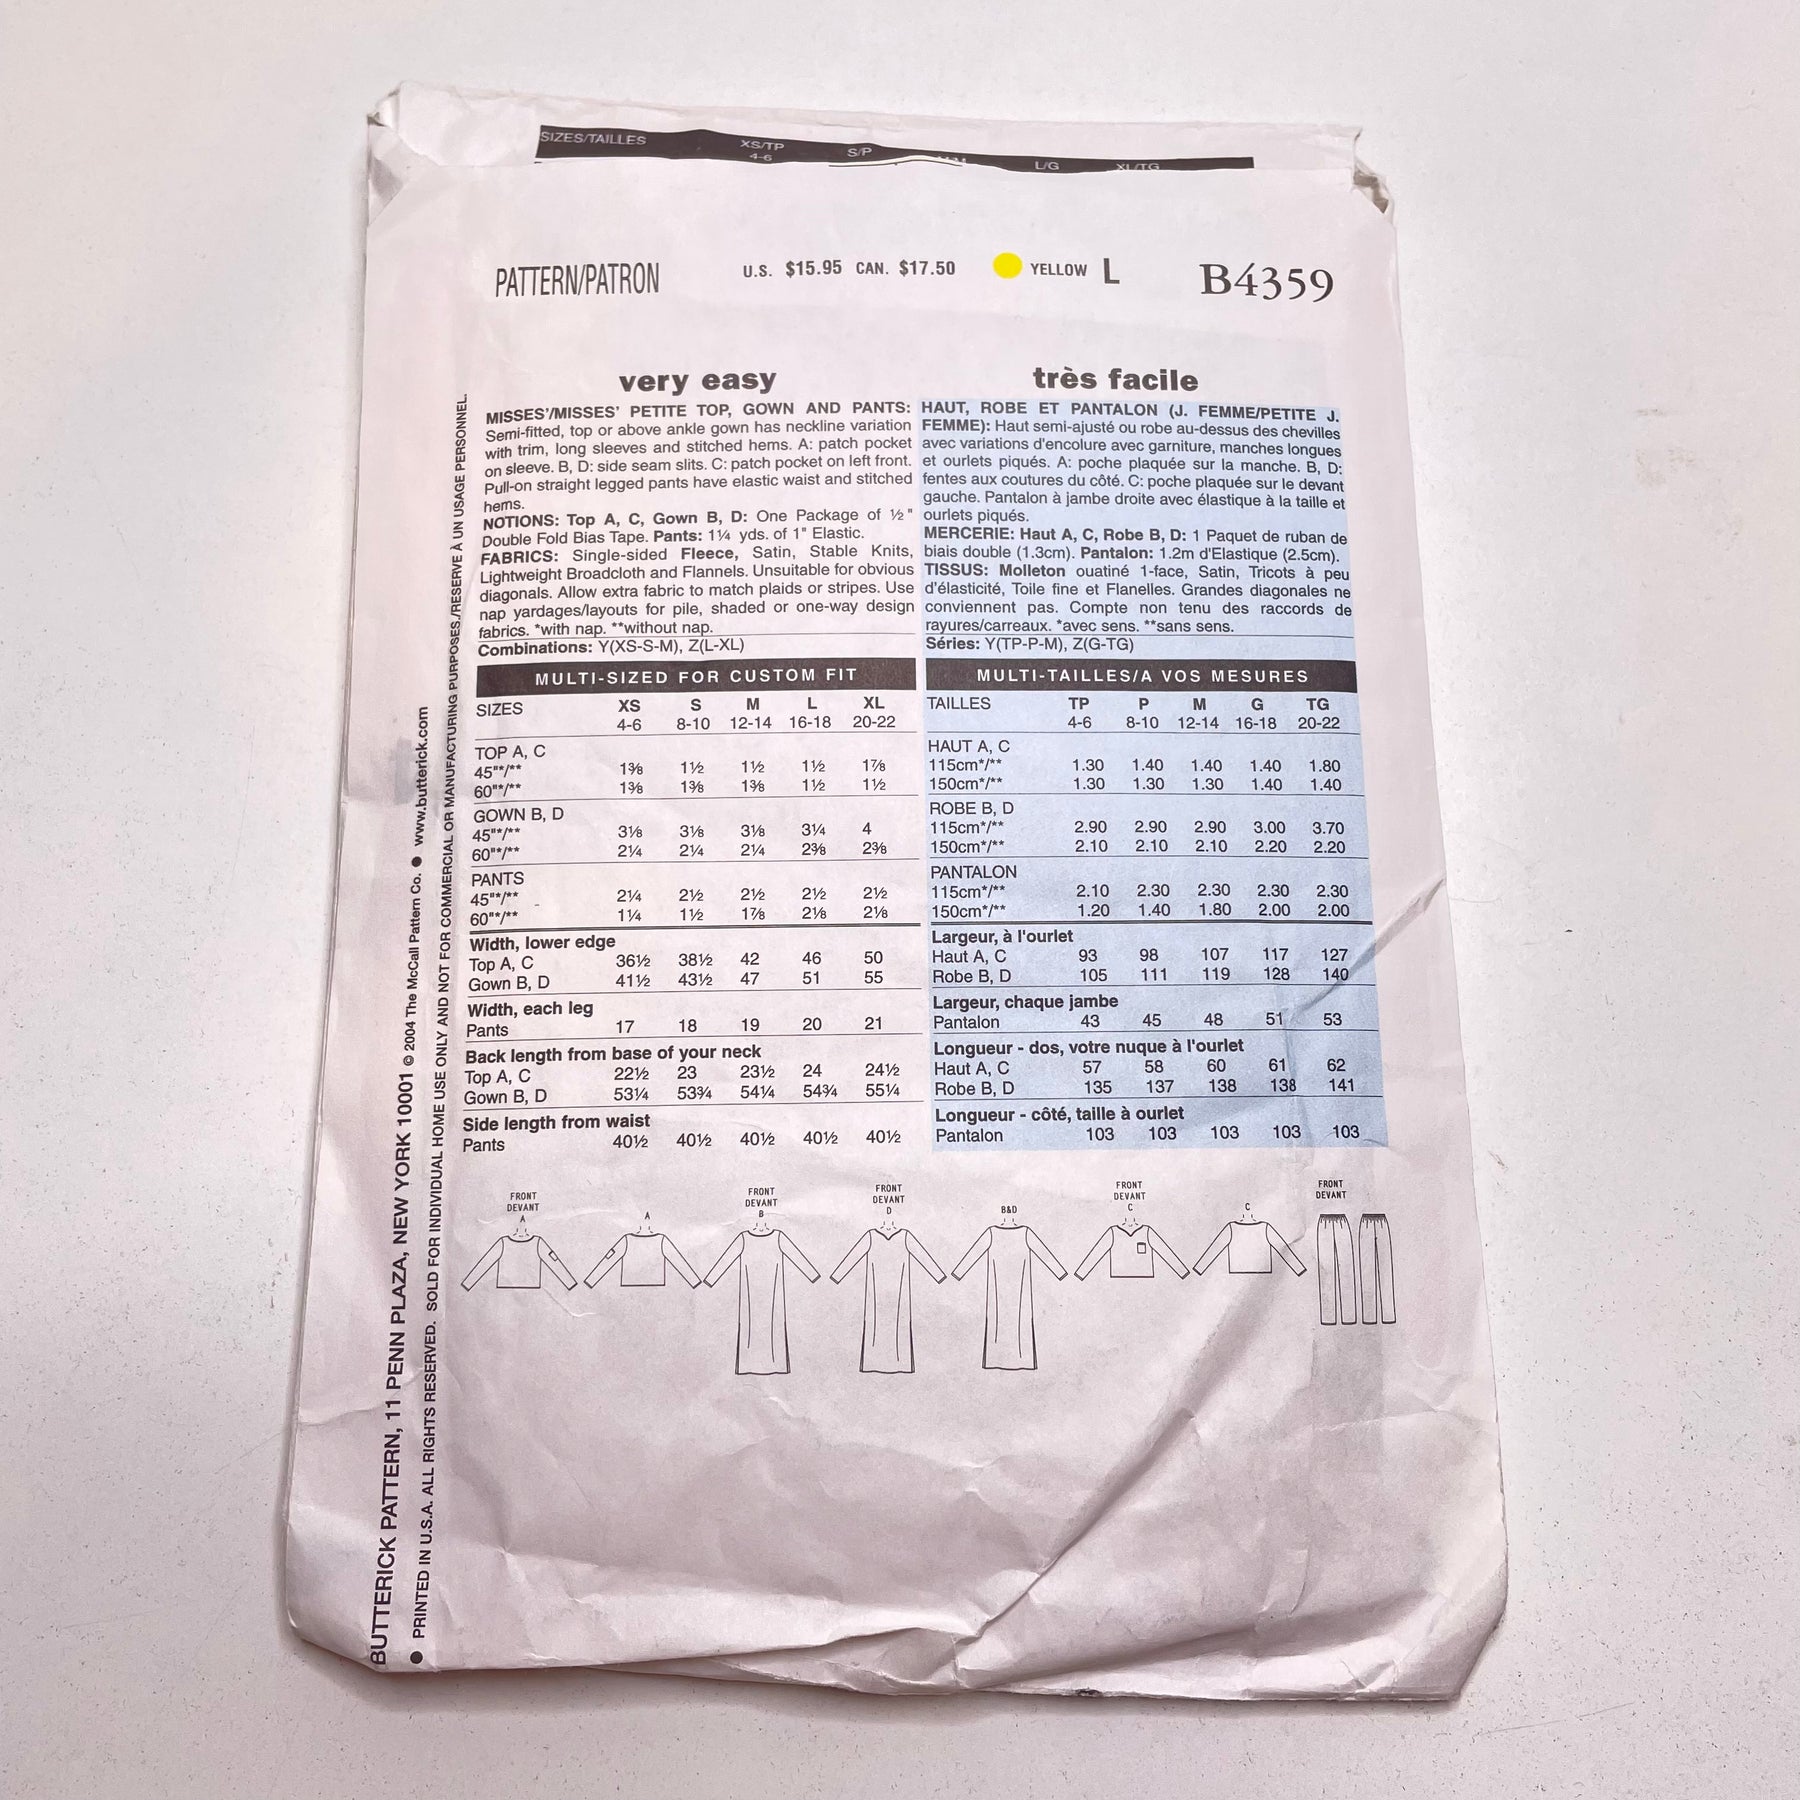 SIZES/TAILLES XS/TP S/P L/G XL/TG
4-6
PATTERN/PATRON U.S. $15.95 CAN. $17.50 YELLOW L B4359
very easy
MISSES'/MISSES' PETITE TOP, GOWN AND PANTS:
Semi-fitted, top or above ankle gown has neckline variation
with trim, long sleeves and stitched hems. A: patch pocket
on sleeve. B, D: side seam slits. C: patch pocket on left front.
Pull-on straight legged pants have elastic waist and stitched
hems.
NOTIONS: Top A, C, Gown B, D: One Package of ½"
Double Fold Bias Tape. Pants: 1¼ yds. of 1" Elastic.
FABRICS: Single-sided Fleece, Satin, Stable Knits,
Lightweight Broadcloth and Flannels. Unsuitable for obvious
diagonals. Allow extra fabric to match plaids or stripes. Use
nap yardages/layouts for pile, shaded or one-way design
fabrics. *with nap. **without nap.
Combinations: Y(XS-S-M), Z(L-XL)
MULTI-SIZED FOR CUSTOM FIT
SIZES XS S M L XL
4-6 8-10 12-14 16-18 20-22
TOP A, C
45"*/** 1⅜ 1½ 1½ 1½ 1⅞
60"*/** 1⅜ 1⅜ 1⅜ 1½ 1½
GOWN B, D
45"*/** 3⅛ 3⅛ 3⅛ 3¼ 4
60"*/** 2¼ 2¼ 2¼ 2⅜ 2⅜
PANTS
45"*/** 2¼ 2½ 2½ 2½ 2½
60"*/** 1¼ 1½ 1⅞ 2⅛ 2⅛
Width, lower edge
Top A, C 36½ 38½ 42 46 50
Gown B, D 41½ 43½ 47 51 55
Width, each leg
Pants 17 18 19 20 21
Back length from base of your neck
Top A, C 22½ 23 23½ 24 24½
Gown B, D 53¼ 53¾ 54¼ 54¾ 55¼
Side length from waist
Pants 40½ 40½ 40½ 40½ 40½
très facile
HAUT, ROBE ET PANTALON (J. FEMME/PETITE J.
FEMME): Haut semi-ajusté ou robe au-dessus des chevilles
avec variations d'encolure avec garniture, manches longues
et ourlets piqués. A: poche plaquée sur la manche. B, D:
fentes aux coutures du côté. C: poche plaquée sur le devant
gauche. Pantalon à jambe droite avec élastique à la taille et
ourlets piqués.
MERCERIE: Haut A, C, Robe B, D: 1 Paquet de ruban de
biais double (1.3cm). Pantalon: 1.2m d'Elastique (2.5cm).
TISSUS: Molleton ouatiné 1-face, Satin, Tricots à peu
d'élasticité, Toile fine et Flanelles. Grandes diagonales ne
conviennent pas. Compte non tenu des raccords de
rayures/carreaux. *avec sens. **sans sens.
Séries: Y(TP-P-M), Z(G-TG)
MULTI-TAILLES/A VOS MESURES
TAILLES TP P M G TG
4-6 8-10 12-14 16-18 20-22
HAUT A, C
115cm*/** 1.30 1.40 1.40 1.40 1.80
150cm*/** 1.30 1.30 1.30 1.40 1.40
ROBE B, D
115cm*/** 2.90 2.90 2.90 3.00 3.70
150cm*/** 2.10 2.10 2.10 2.20 2.20
PANTALON
115cm*/** 2.10 2.30 2.30 2.30 2.30
150cm*/** 1.20 1.40 1.80 2.00 2.00
Largeur, à l'ourlet
Haut A, C 93 98 107 117 127
Robe B, D 105 111 119 128 140
Largeur, chaque jambe
Pantalon 43 45 48 51 53
Longueur - dos, votre nuque à l'ourlet
Haut A, C 57 58 60 61 62
Robe B, D 135 137 138 138 141
Longueur - côté, taille à ourlet
Pantalon 103 103 103 103 103
FRONT
DEVANT
A
A
FRONT
DEVANT
B
FRONT
DEVANT
D
B&D
FRONT
DEVANT
C
C
FRONT
DEVANT
BUTTERICK PATTERN, 11 PENN PLAZA, NEW YORK 10001 © 2004 The McCall Pattern Co. ● www.butterick.com
● PRINTED IN U.S.A. ALL RIGHTS RESERVED. SOLD FOR INDIVIDUAL HOME USE ONLY AND NOT FOR COMMERCIAL OR MANUFACTURING PURPOSES./RESERVE À UN USAGE PERSONNEL.